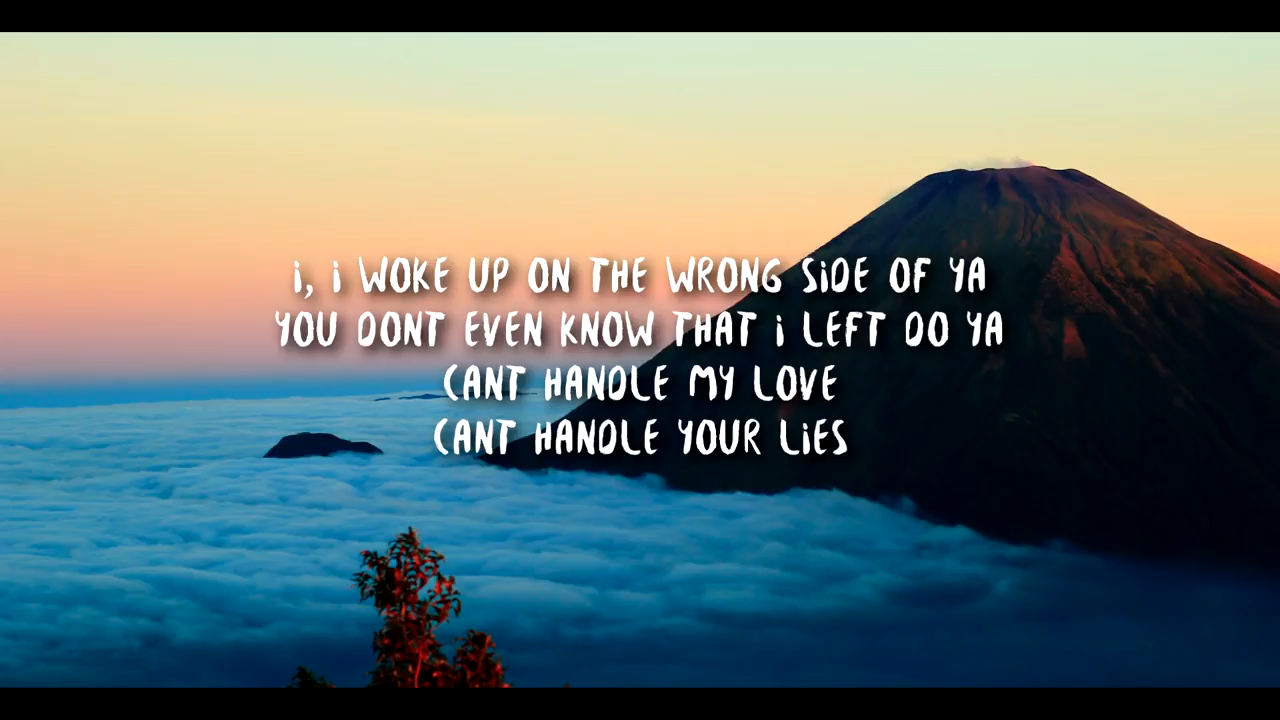 i, i WOKE UP ON THE WRONG SiDE OF YA
YOU DONT EVEN KNOW THAT i LEFT DO YA
CANT HANDLE MY LOVE
CANT HANDLE YOUR LiES